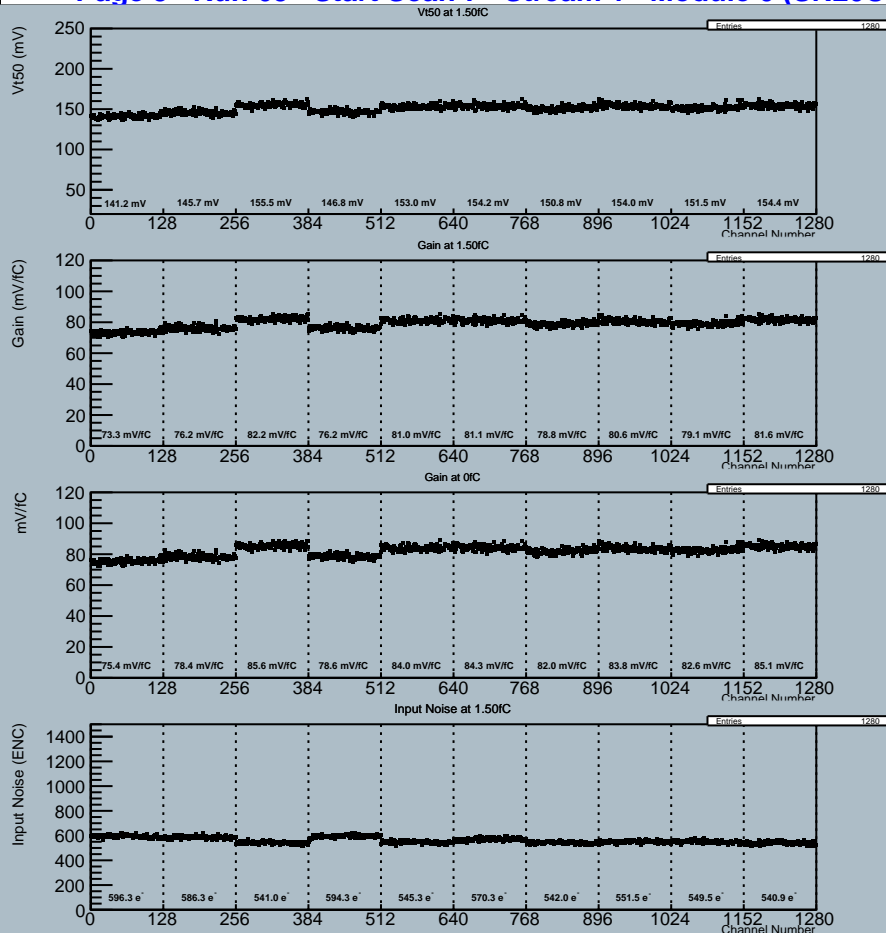 Vt50 at 1.50fC
Entries 1280
Vt50 (mV)
250
200
150
100
50
141.2 mV 145.7 mV 155.5 mV 146.8 mV 153.0 mV 154.2 mV 150.8 mV 154.0 mV 151.5 mV 154.4 mV
0 128 256 384 512 640 768 896 1024 1152 1280
Channel Number
Gain at 1.50fC
Entries 1280
Gain (mV/fC)
120
100
80
60
40
20
0
73.3 mV/fC 76.2 mV/fC 82.2 mV/fC 76.2 mV/fC 81.0 mV/fC 81.1 mV/fC 78.8 mV/fC 80.6 mV/fC 79.1 mV/fC 81.6 mV/fC
0 128 256 384 512 640 768 896 1024 1152 1280
Channel Number
Gain at 0fC
Entries 1280
mV/fC
120
100
80
60
40
20
0
75.4 mV/fC 78.4 mV/fC 85.6 mV/fC 78.6 mV/fC 84.0 mV/fC 84.3 mV/fC 82.0 mV/fC 83.8 mV/fC 82.6 mV/fC 85.1 mV/fC
0 128 256 384 512 640 768 896 1024 1152 1280
Channel Number
Input Noise at 1.50fC
Entries 1280
Input Noise (ENC)
1400
1200
1000
800
600
400
200
0
596.3 e⁻ 586.3 e⁻ 541.0 e⁻ 594.3 e⁻ 545.3 e⁻ 570.3 e⁻ 542.0 e⁻ 551.5 e⁻ 549.5 e⁻ 540.9 e⁻
0 128 256 384 512 640 768 896 1024 1152 1280
Channel Number